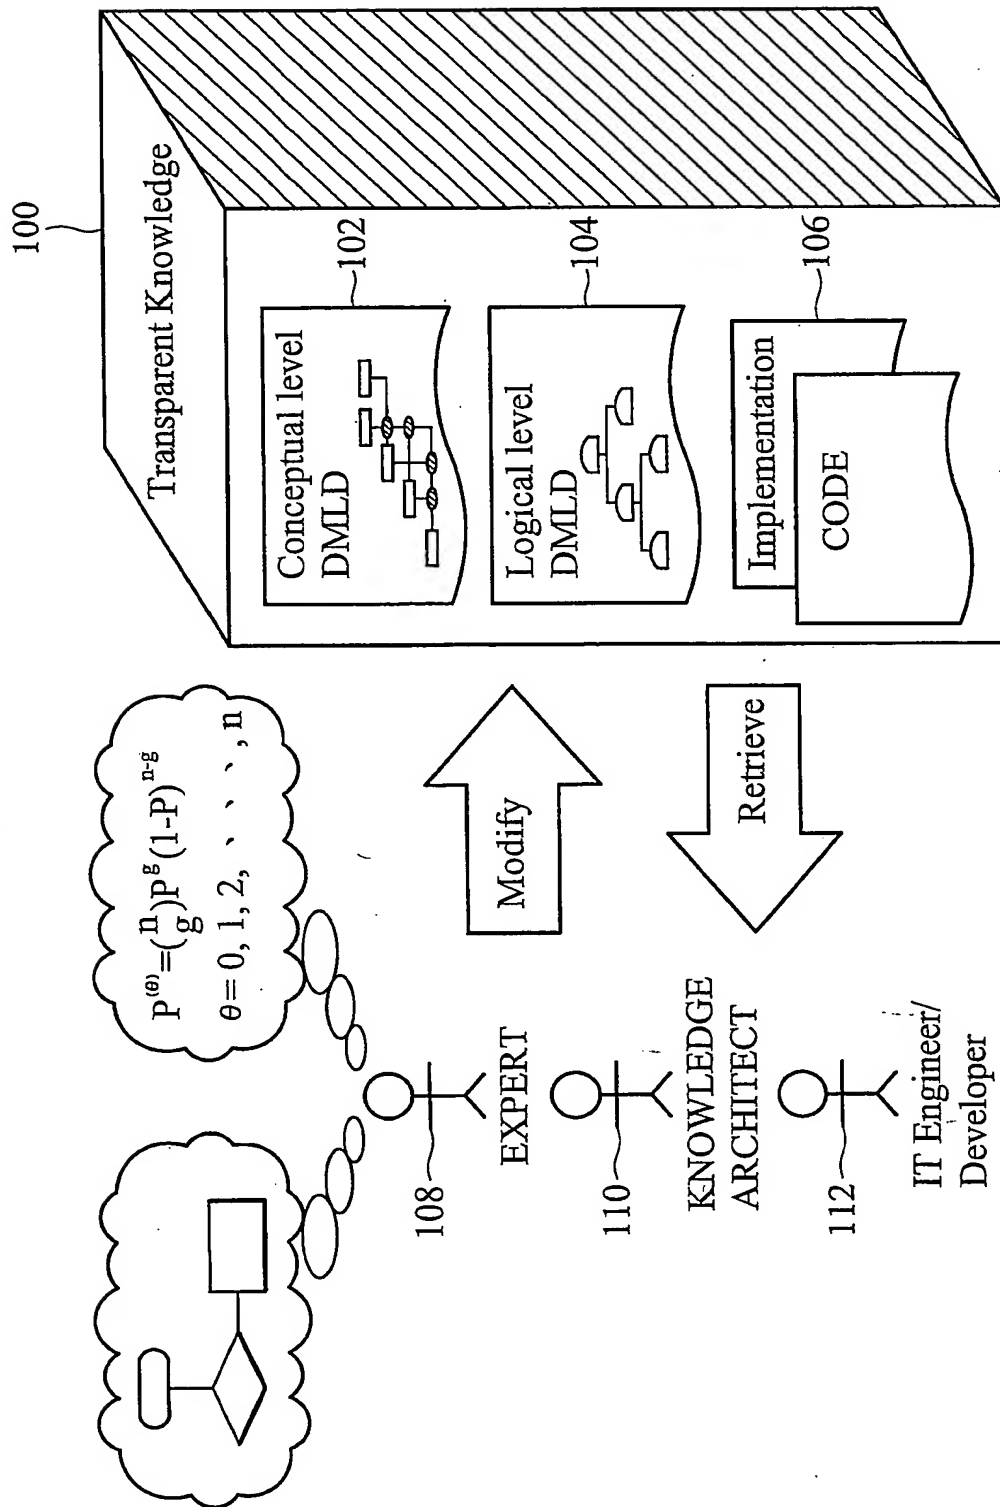 100
Transparent Knowledge
P(θ)=(n g)P^g(1-P)^n-g
θ=0, 1, 2, 、、、、, n
Conceptual level
DMLD
102
Logical level
DMLD
104
Implementation
CODE
106
Modify
Retrieve
108
EXPERT
110
KNOWLEDGE
ARCHITECT
112
IT Engineer/
Developer